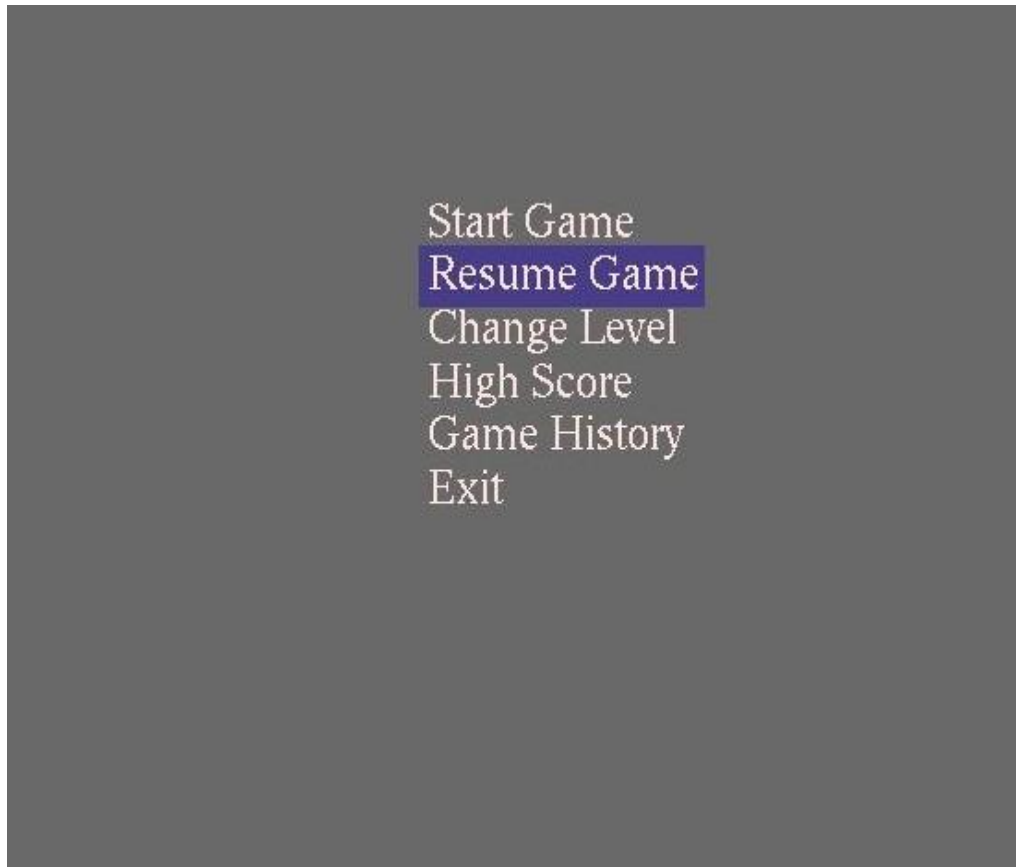 Start Game
Resume Game
Change Level
High Score
Game History
Exit